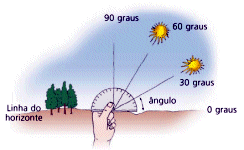 90 graus
60 graus
30 graus
ângulo
Linha do
horizonte
0 graus